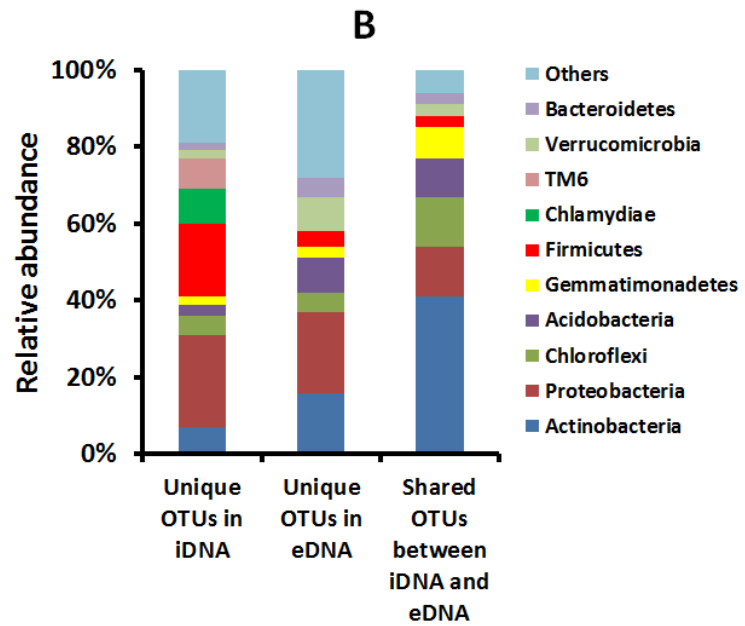 B
100%
80%
60%
40%
20%
0%
Relative abundance
Unique
OTUs in
iDNA
Unique
OTUs in
eDNA
Shared
OTUs
between
iDNA and
eDNA
Others
Bacteroidetes
Verrucomicrobia
TM6
Chlamydiae
Firmicutes
Gemmatimonadetes
Acidobacteria
Chloroflexi
Proteobacteria
Actinobacteria